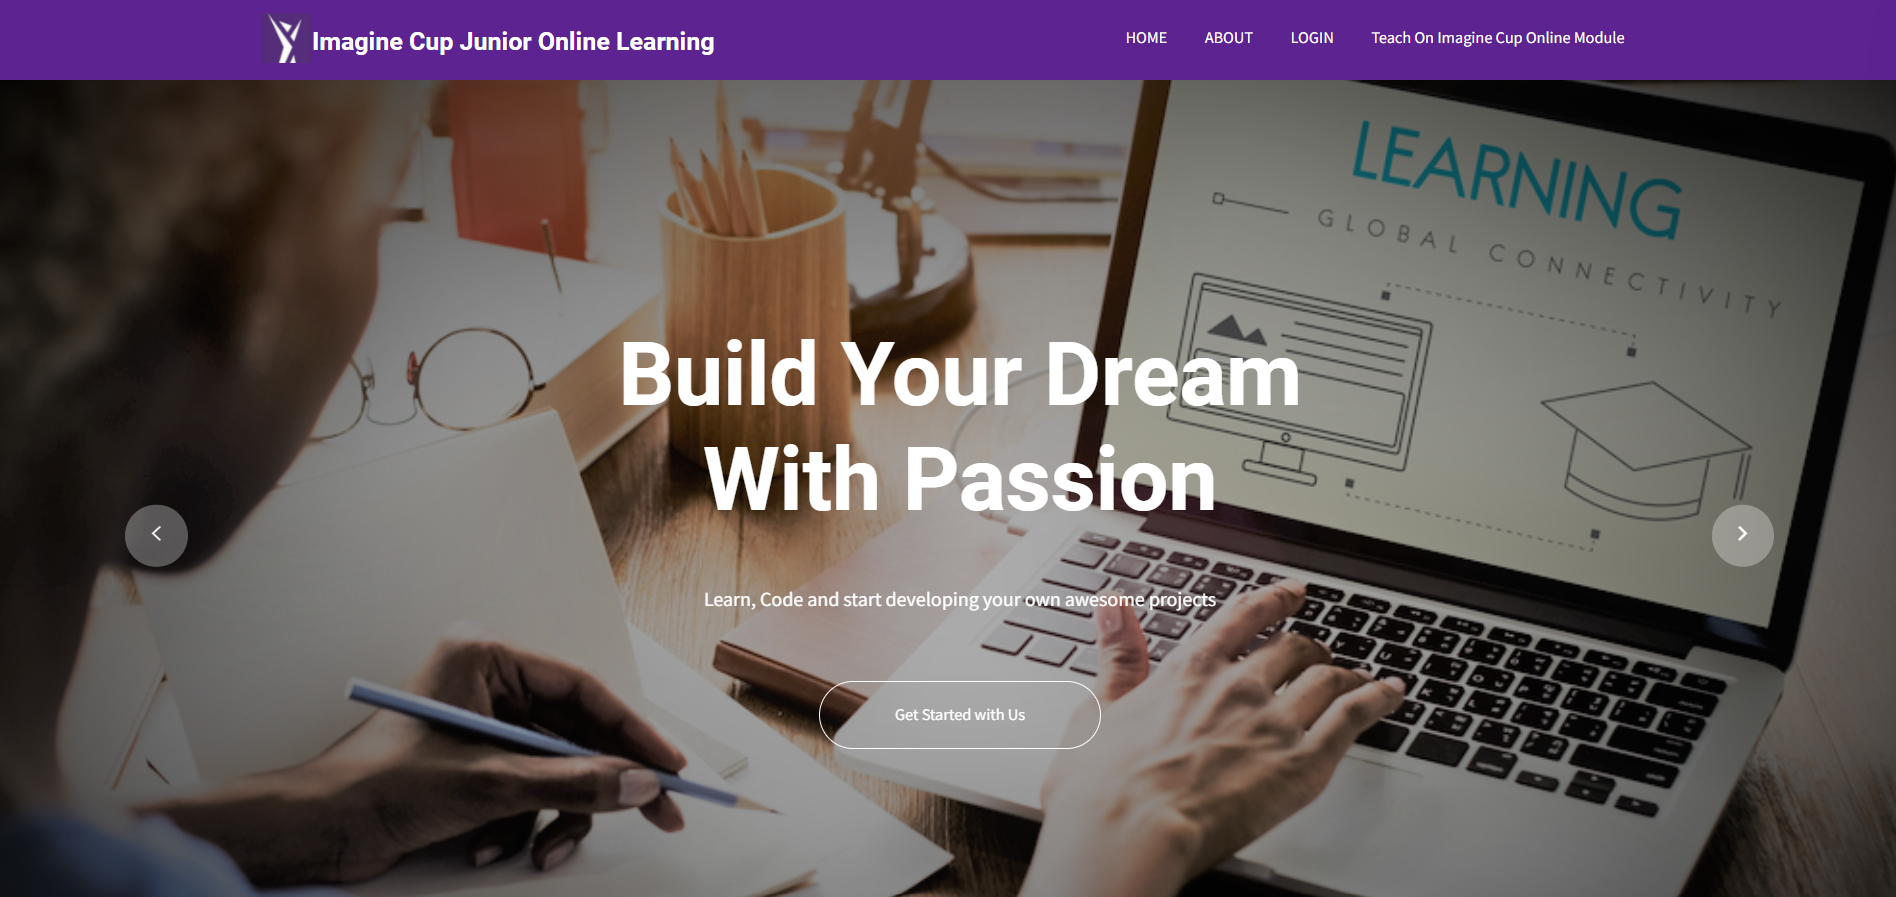 Imagine Cup Junior Online Learning
HOME ABOUT LOGIN Teach On Imagine Cup Online Module
LEARNING
GLOBAL CONNECTIVITY
Build Your Dream
With Passion
Learn, Code and start developing your own awesome projects
Get Started with Us